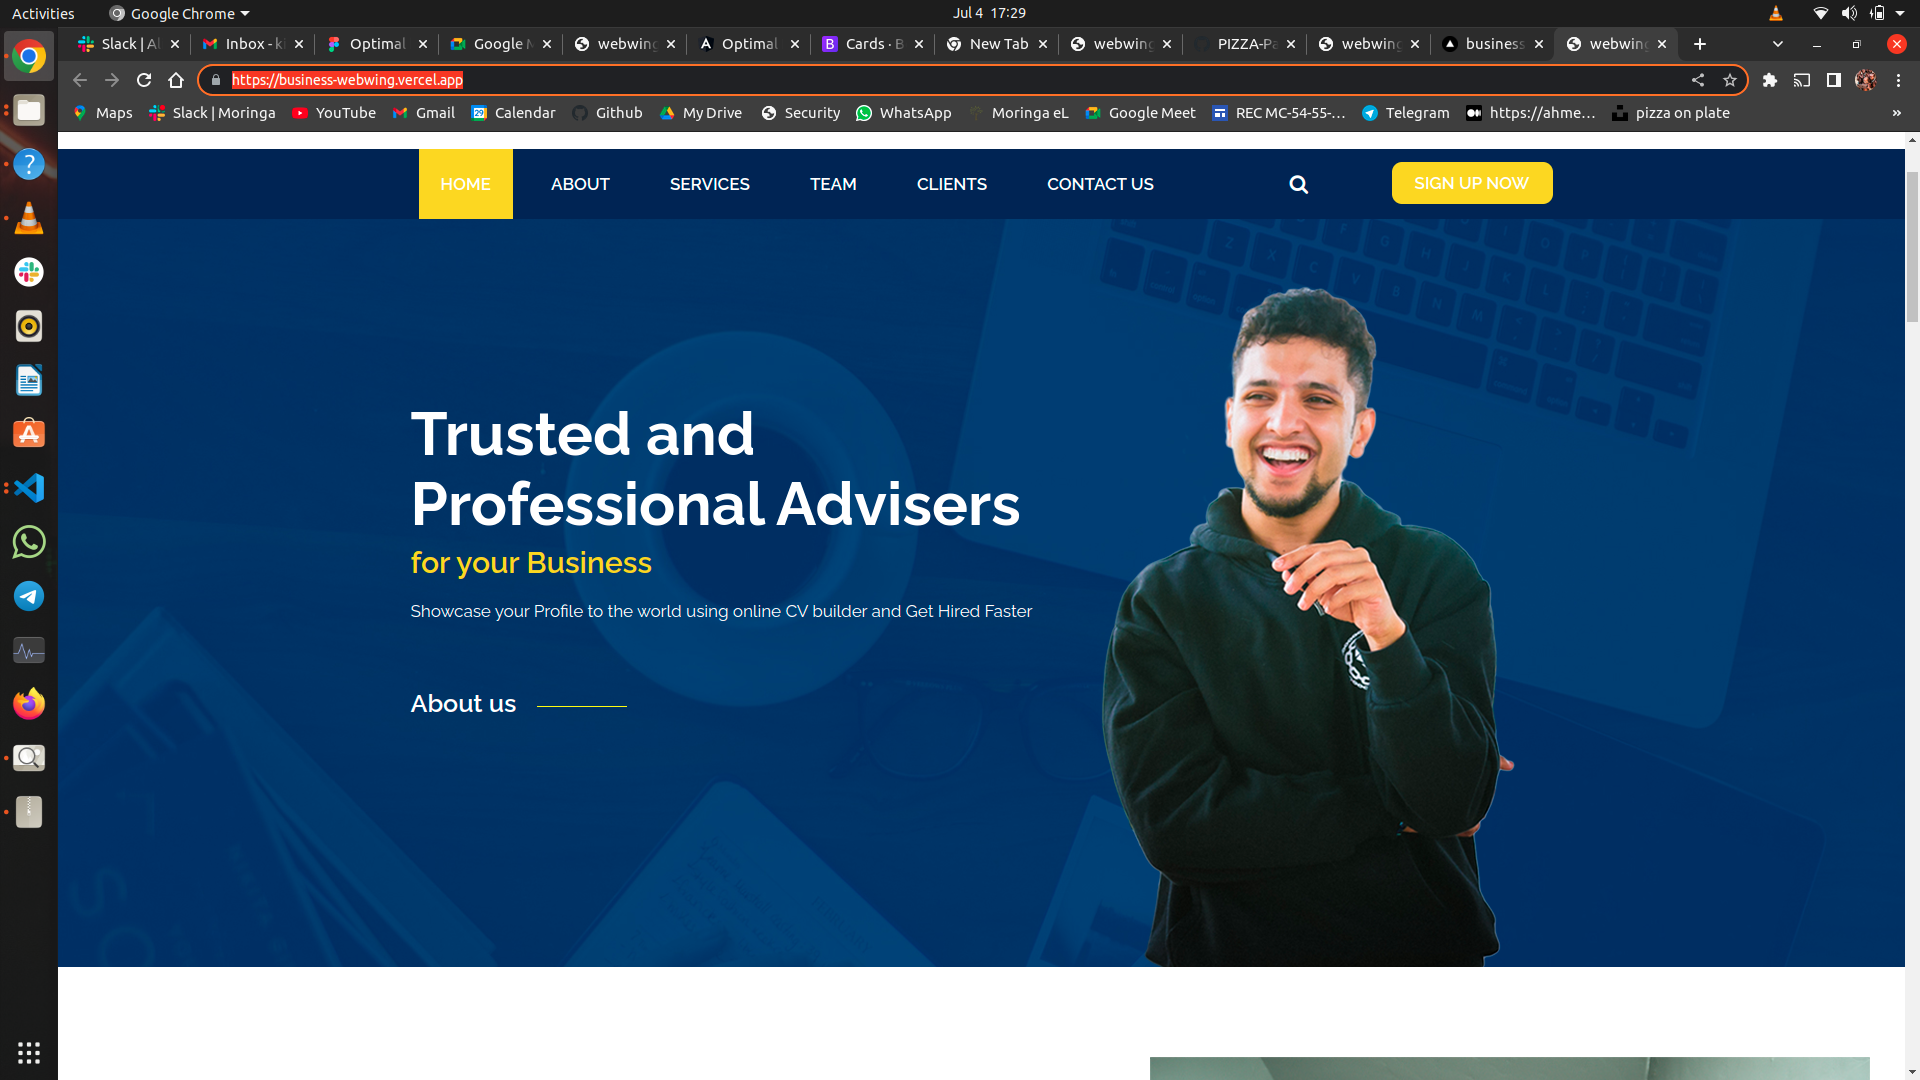 Activities
Google Chrome
Jul 4 17:29
Slack | Al
Inbox - ki
Optimal
Google M
webwing
Optimal
Cards · B
New Tab
webwing
PIZZA-Pa
webwing
business
webwing
https://business-webwing.vercel.app
Maps
Slack | Moringa
YouTube
Gmail
Calendar
Github
My Drive
Security
WhatsApp
Moringa eL
Google Meet
REC MC-54-55-...
Telegram
https://ahme...
pizza on plate
»
HOME
ABOUT
SERVICES
TEAM
CLIENTS
CONTACT US
SIGN UP NOW
Trusted and
Professional Advisers
for your Business
Showcase your Profile to the world using online CV builder and Get Hired Faster
About us